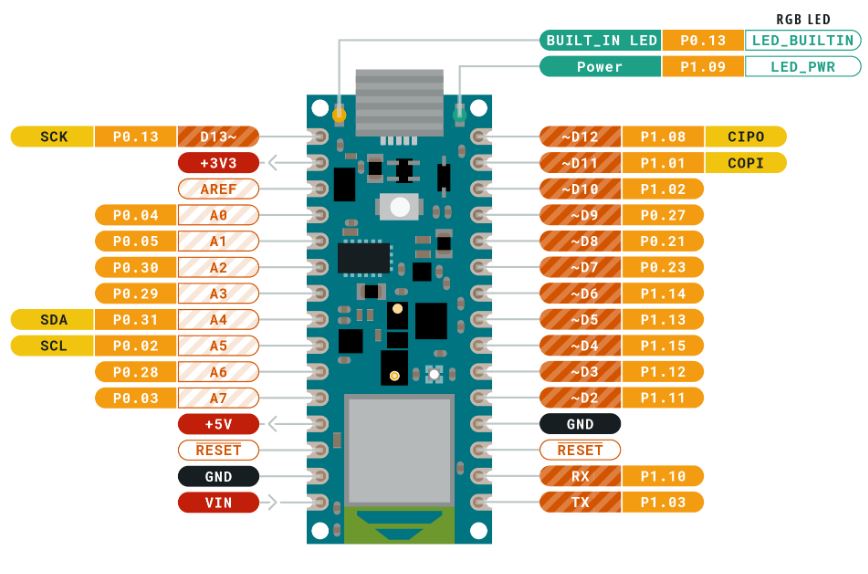 RGB LED
BUILT_IN LED P0.13 LED_BUILTIN
Power P1.09 LED_PWR
SCK P0.13 D13~
+3V3
AREF
P0.04 A0
P0.05 A1
P0.30 A2
P0.29 A3
SDA P0.31 A4
SCL P0.02 A5
P0.28 A6
P0.03 A7
+5V
RESET
GND
VIN
~D12 P1.08 CIPO
~D11 P1.01 COPI
~D10 P1.02
~D9 P0.27
~D8 P0.21
~D7 P0.23
~D6 P1.14
~D5 P1.13
~D4 P1.15
~D3 P1.12
~D2 P1.11
GND
RESET
RX P1.10
TX P1.03